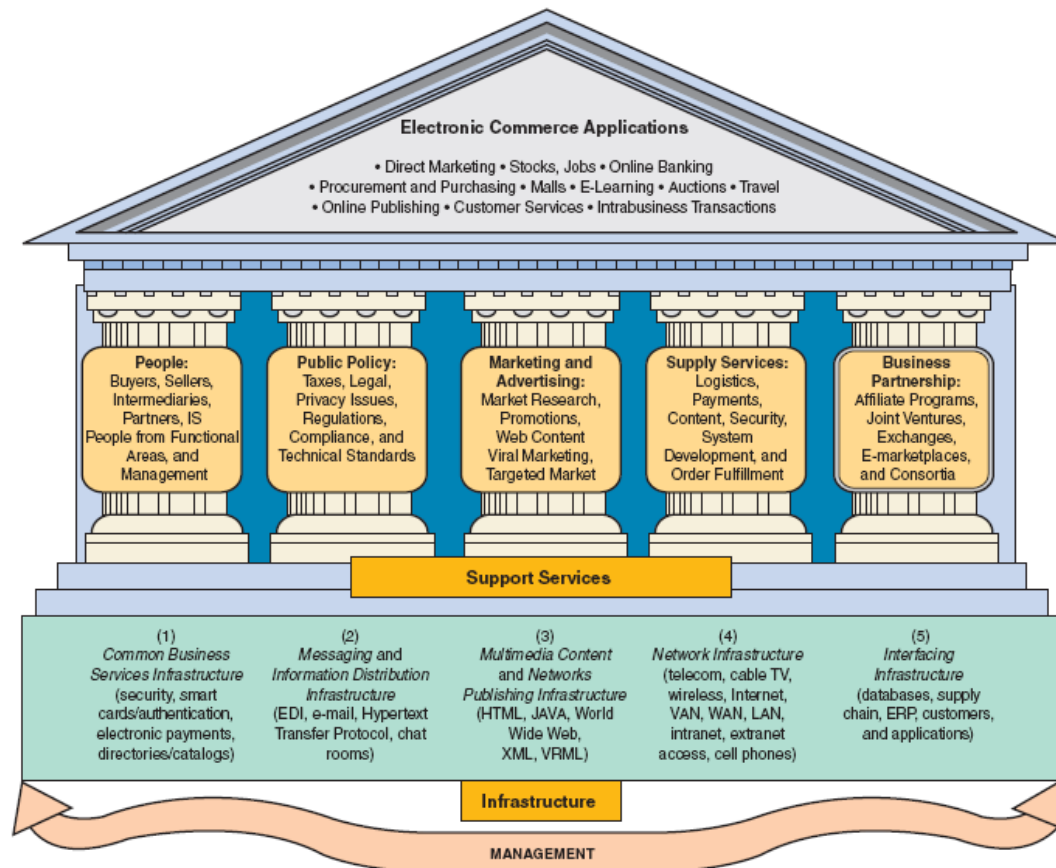 Electronic Commerce Applications
• Direct Marketing • Stocks, Jobs • Online Banking
• Procurement and Purchasing • Malls • E-Learning • Auctions • Travel
• Online Publishing • Customer Services • Intrabusiness Transactions
People:
Buyers, Sellers,
Intermediaries,
Partners, IS
People from Functional
Areas, and
Management
Public Policy:
Taxes, Legal,
Privacy Issues,
Regulations,
Compliance, and
Technical Standards
Marketing and
Advertising:
Market Research,
Promotions,
Web Content
Viral Marketing,
Targeted Market
Supply Services:
Logistics,
Payments,
Content, Security,
System
Development, and
Order Fulfillment
Business
Partnership:
Affiliate Programs,
Joint Ventures,
Exchanges,
E-marketplaces,
and Consortia
Support Services
(1)
Common Business
Services Infrastructure
(security, smart
cards/authentication,
electronic payments,
directories/catalogs)
(2)
Messaging and
Information Distribution
Infrastructure
(EDI, e-mail, Hypertext
Transfer Protocol, chat
rooms)
(3)
Multimedia Content
and Networks
Publishing Infrastructure
(HTML, JAVA, World
Wide Web,
XML, VRML)
(4)
Network Infrastructure
(telecom, cable TV,
wireless, Internet,
VAN, WAN, LAN,
intranet, extranet
access, cell phones)
(5)
Interfacing
Infrastructure
(databases, supply
chain, ERP, customers,
and applications)
Infrastructure
MANAGEMENT